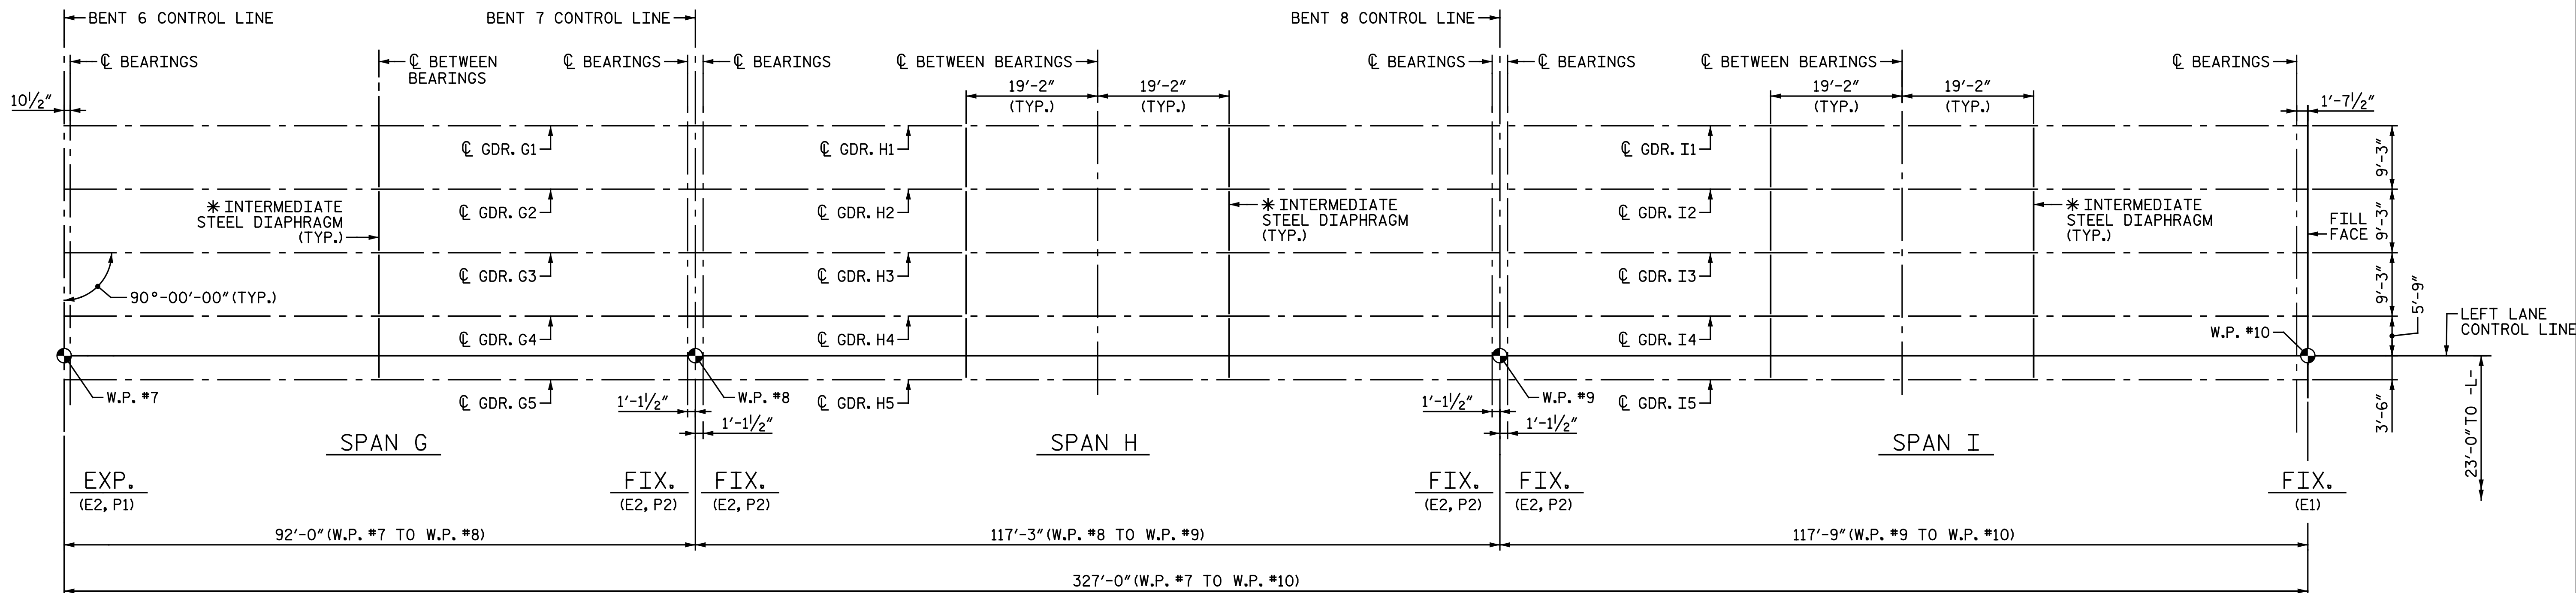 BENT 6 CONTROL LINE
BENT 7 CONTROL LINE
BENT 8 CONTROL LINE
℄ BEARINGS
℄ BETWEEN
BEARINGS
℄ BEARINGS
℄ BEARINGS
℄ BETWEEN BEARINGS
℄ BEARINGS
℄ BEARINGS
℄ BETWEEN BEARINGS
℄ BEARINGS
10½"
19'-2"
(TYP.)
19'-2"
(TYP.)
19'-2"
(TYP.)
19'-2"
(TYP.)
1'-7½"
℄ GDR. G1
℄ GDR. H1
℄ GDR. I1
9'-3"
✳ INTERMEDIATE
STEEL DIAPHRAGM
(TYP.)
℄ GDR. G2
℄ GDR. H2
✳ INTERMEDIATE
STEEL DIAPHRAGM
(TYP.)
℄ GDR. I2
✳ INTERMEDIATE
STEEL DIAPHRAGM
(TYP.)
FILL
FACE
9'-3"
90°-00'-00" (TYP.)
℄ GDR. G3
℄ GDR. H3
℄ GDR. I3
9'-3"
5'-9"
LEFT LANE
CONTROL LINE
℄ GDR. G4
℄ GDR. H4
℄ GDR. I4
W.P. #10
W.P. #7
℄ GDR. G5
1'-1½"
W.P. #8
1'-1½"
℄ GDR. H5
1'-1½"
W.P. #9
1'-1½"
℄ GDR. I5
3'-6"
23'-0" TO -L-
SPAN G
SPAN H
SPAN I
EXP.
(E2, P1)
FIX.
(E2, P2)
FIX.
(E2, P2)
FIX.
(E2, P2)
FIX.
(E2, P2)
FIX.
(E1)
92'-0" (W.P. #7 TO W.P. #8)
117'-3" (W.P. #8 TO W.P. #9)
117'-9" (W.P. #9 TO W.P. #10)
327'-0" (W.P. #7 TO W.P. #10)